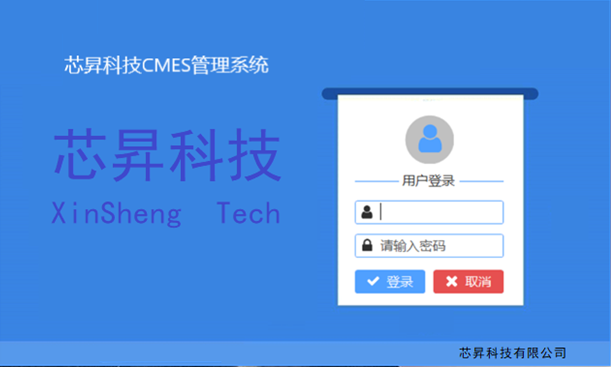 芯昇科技CMES管理系统
芯昇科技
XinSheng Tech
用户登录
请输入密码
登录
取消
芯昇科技有限公司